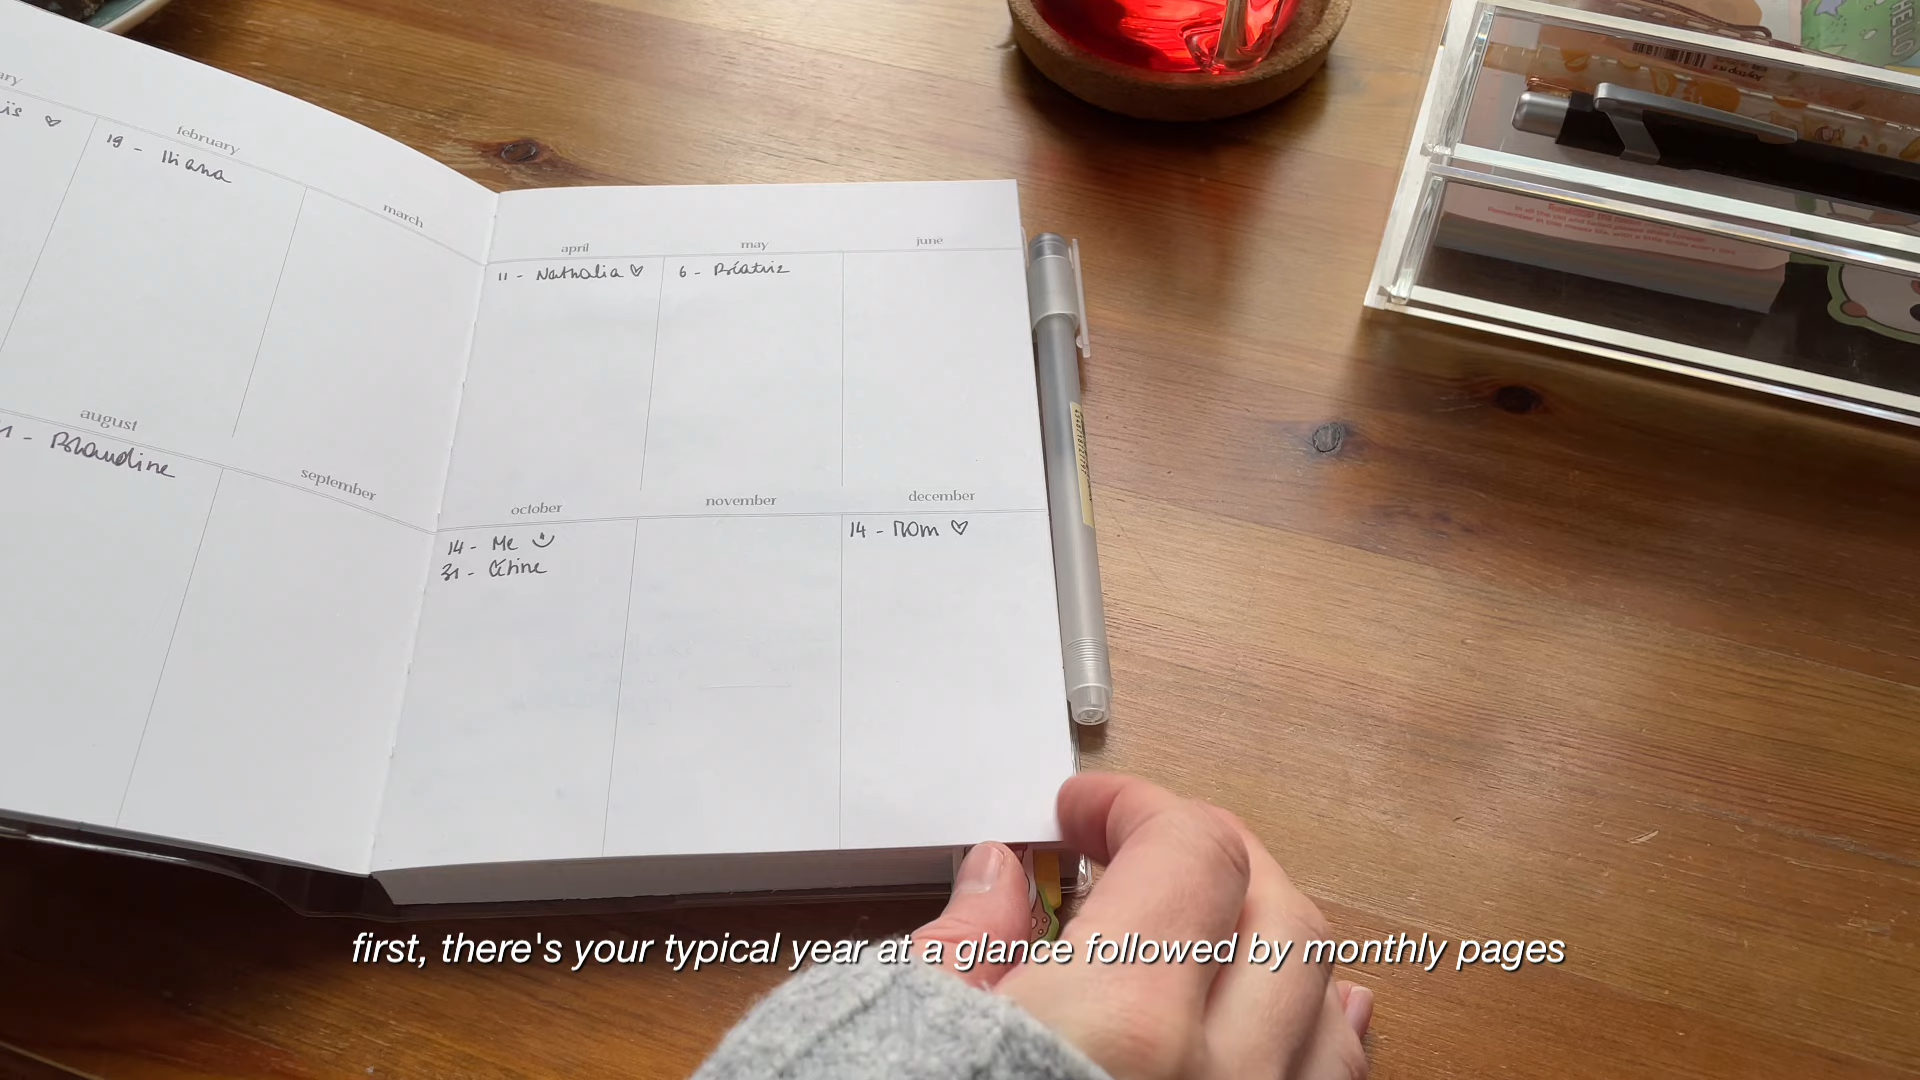 february
19 - Iliana
march
april
11 - Nathalia ♡
may
6 - Béatriz
june
august
- Blandine
september
october
14 - Me
31 - Céline
november
december
14 - Mom ♡
HELLO
first, there's your typical year at a glance followed by monthly pages